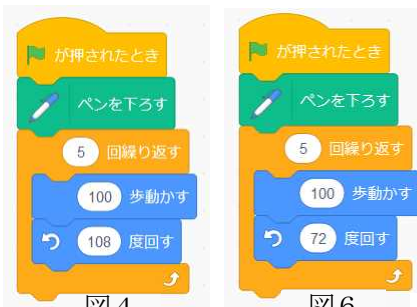 が押されたとき
ペンを下ろす
5 回繰り返す
100 歩動かす
108 度回す
図4
が押されたとき
ペンを下ろす
5 回繰り返す
100 歩動かす
72 度回す
図6